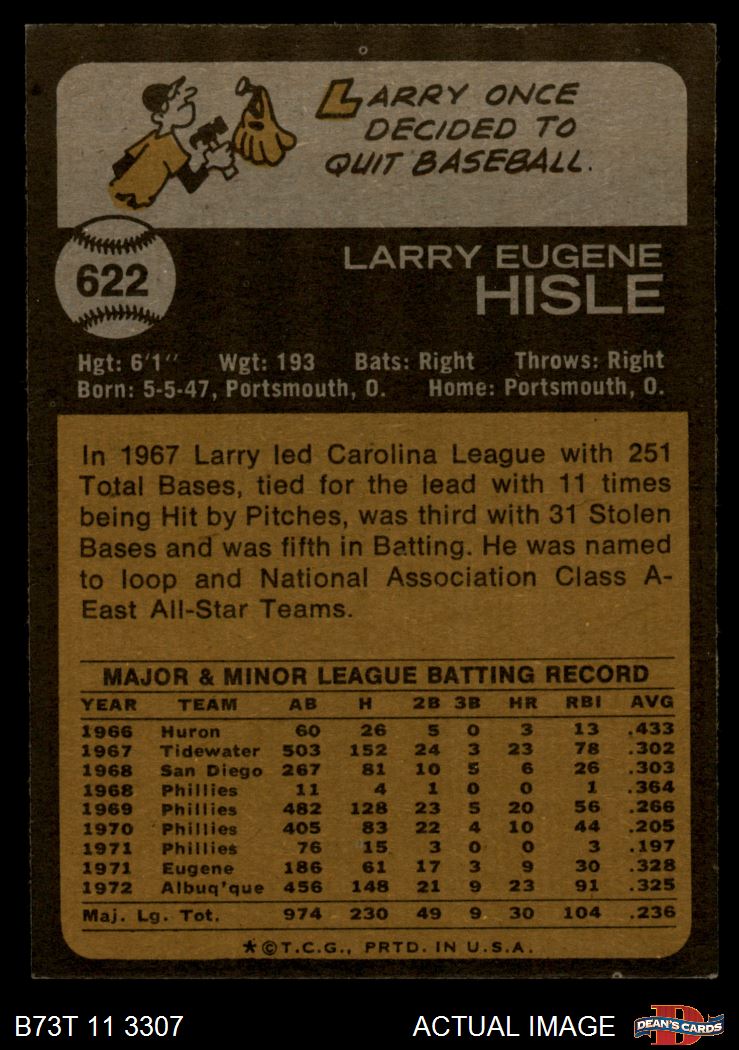 LARRY ONCE
DECIDED TO
QUIT BASEBALL.
622
LARRY EUGENE
HISLE
Hgt: 6'1" Wgt: 193 Bats: Right Throws: Right
Born: 5-5-47, Portsmouth, O. Home: Portsmouth, O.
In 1967 Larry led Carolina League with 251
Total Bases, tied for the lead with 11 times
being Hit by Pitches, was third with 31 Stolen
Bases and was fifth in Batting. He was named
to loop and National Association Class A-
East All-Star Teams.
MAJOR & MINOR LEAGUE BATTING RECORD
YEAR TEAM AB H 2B 3B HR RBI AVG
1966 Huron 60 26 5 0 3 13 .433
1967 Tidewater 503 152 24 3 23 78 .302
1968 San Diego 267 81 10 5 6 26 .303
1968 Phillies 11 4 1 0 0 1 .364
1969 Phillies 482 128 23 5 20 56 .266
1970 Phillies 405 83 22 4 10 44 .205
1971 Phillies 76 15 3 0 0 3 .197
1971 Eugene 186 61 17 3 9 30 .328
1972 Albuq'que 456 148 21 9 23 91 .325
Maj. Lg. Tot. 974 230 49 9 30 104 .236
*©T.C.G., PRTD. IN U.S.A.
B73T 11 3307 ACTUAL IMAGE D DEAN'S CARDS